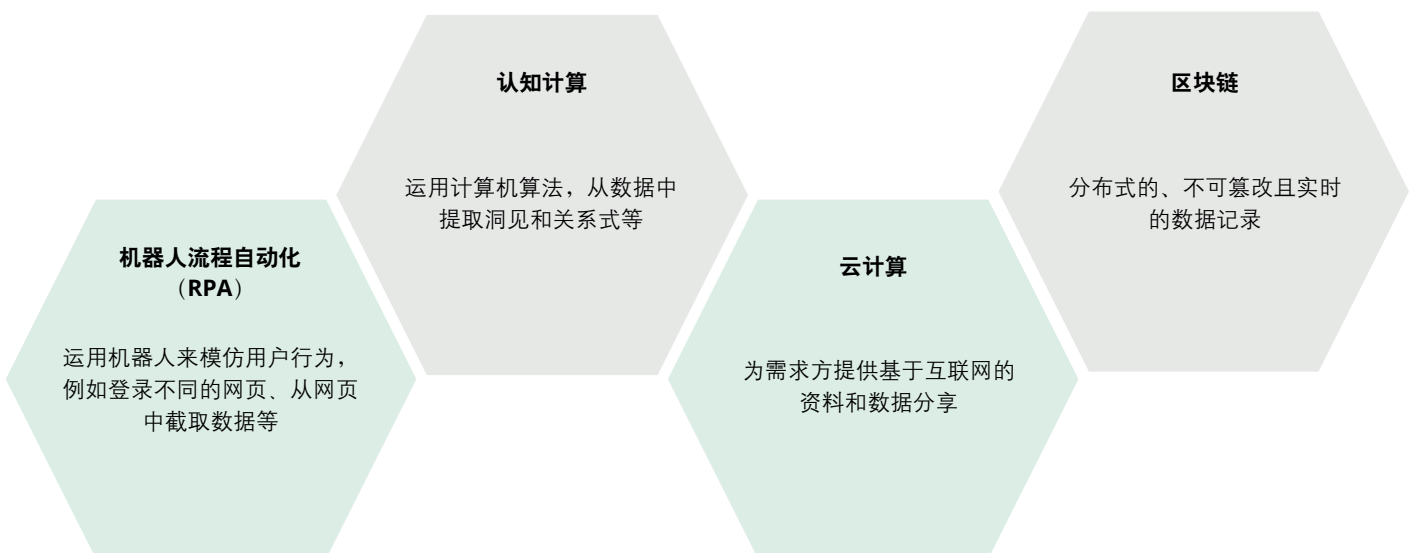 机器人流程自动化
（RPA）
运用机器人来模仿用户行为，
例如登录不同的网页、从网页
中截取数据等
认知计算
运用计算机算法，从数据中
提取洞见和关系式等
云计算
为需求方提供基于互联网的
资料和数据分享
区块链
分布式的、不可篡改且实时
的数据记录